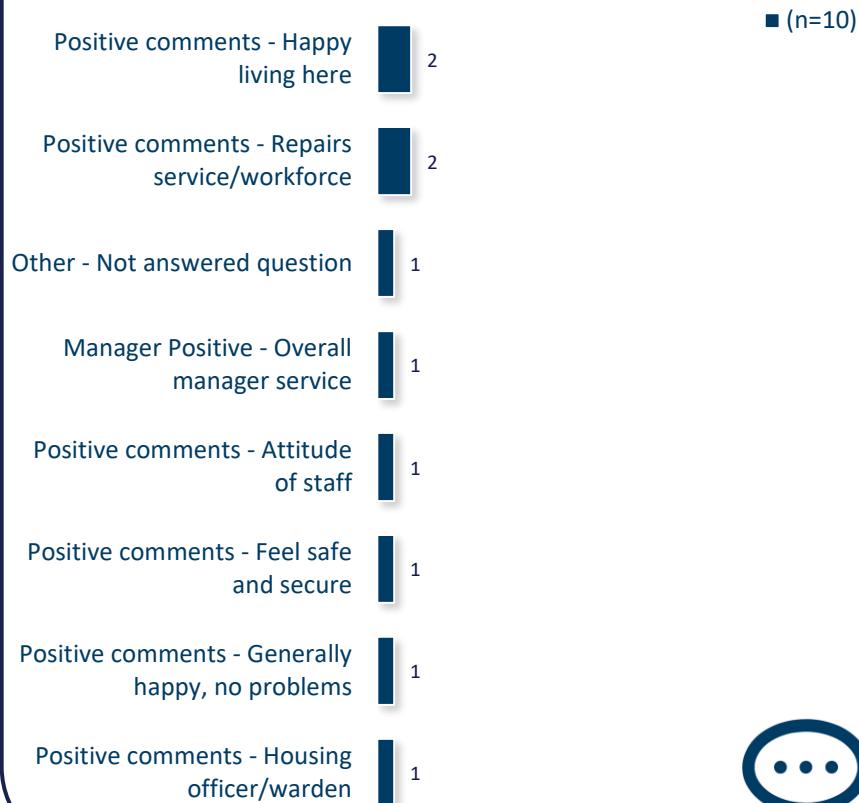 ■ (n=10)
Positive comments - Happy
living here
2
Positive comments - Repairs
service/workforce
2
Other - Not answered question
1
Manager Positive - Overall
manager service
1
Positive comments - Attitude
of staff
1
Positive comments - Feel safe
and secure
1
Positive comments - Generally
happy, no problems
1
Positive comments - Housing
officer/warden
1